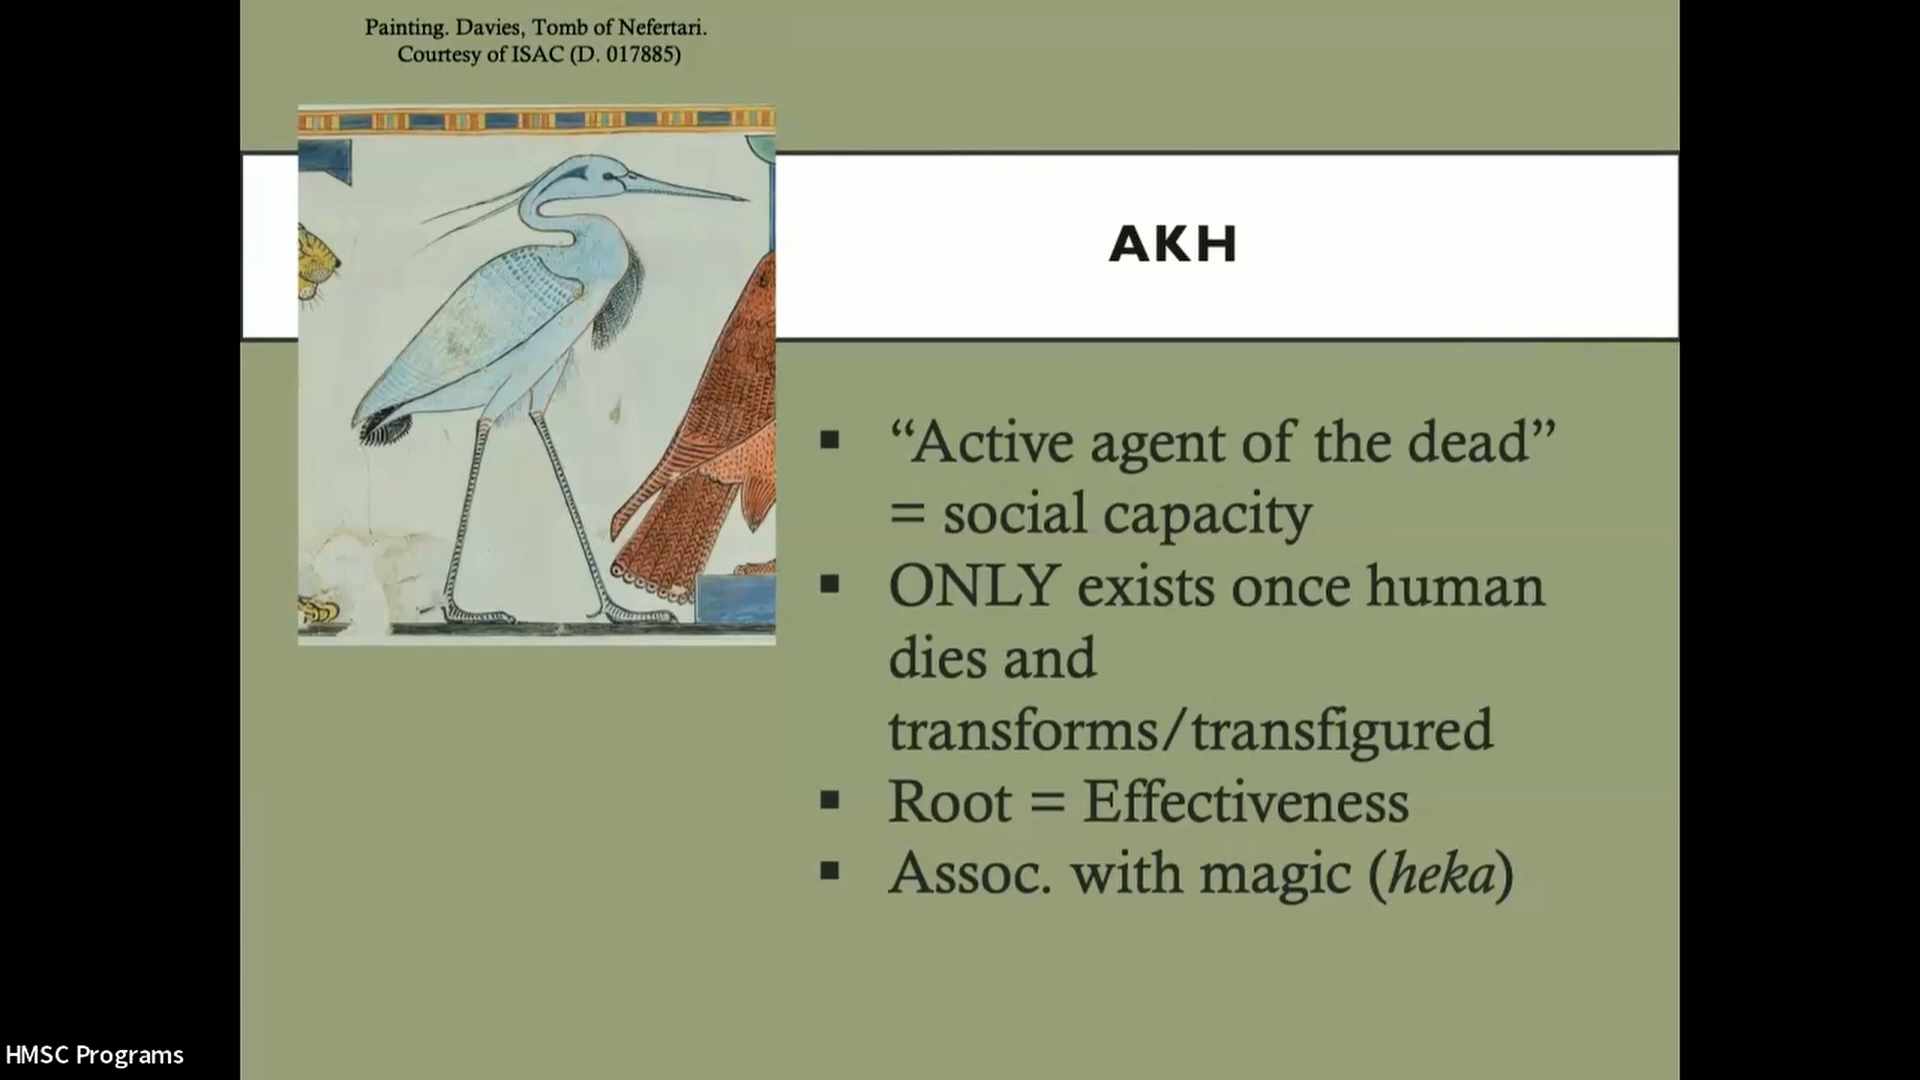 Painting. Davies, Tomb of Nefertari.
Courtesy of ISAC (D. 017885)
AKH
▪ “Active agent of the dead”
= social capacity
▪ ONLY exists once human
dies and
transforms/transfigured
▪ Root = Effectiveness
▪ Assoc. with magic (heka)
HMSC Programs